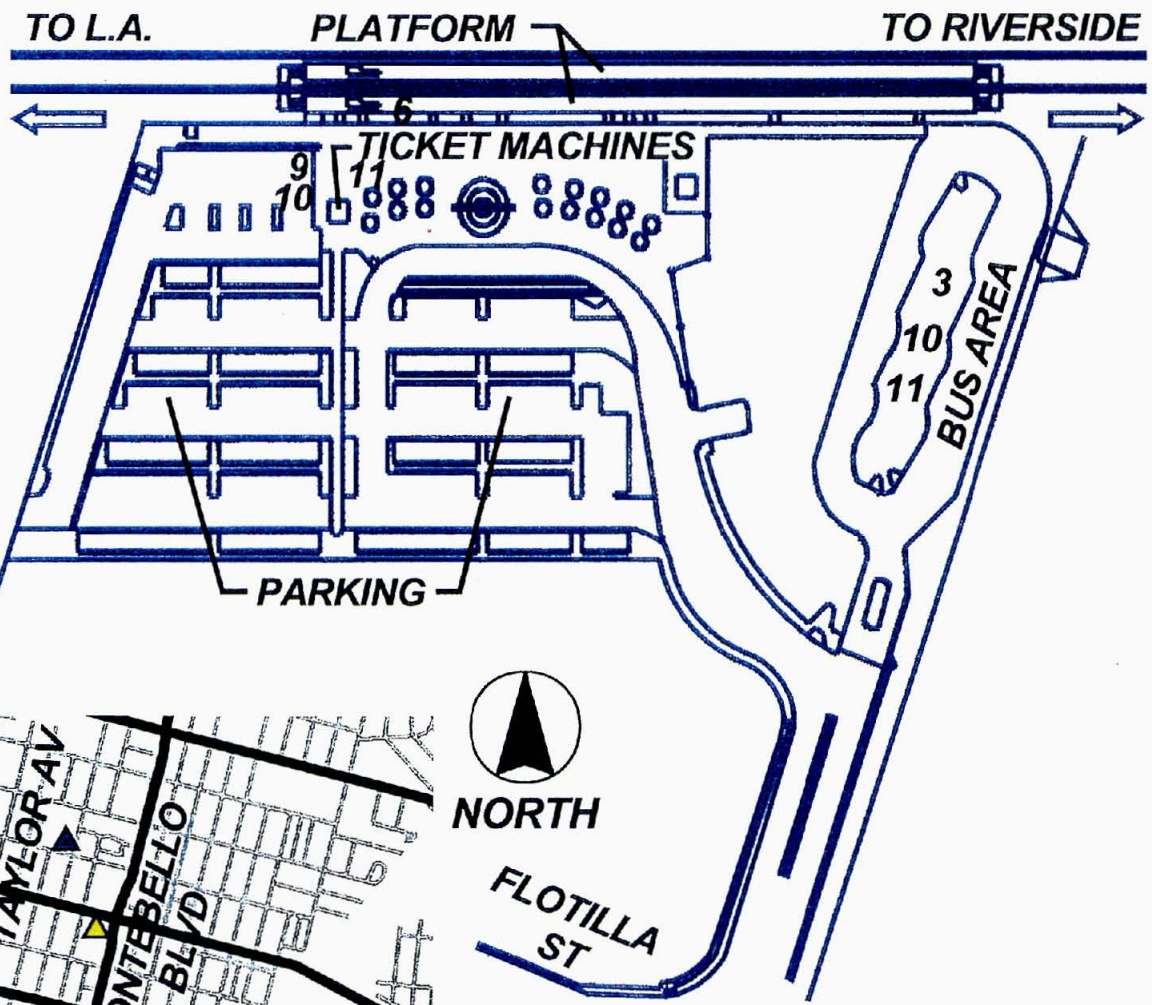 TO L.A.
PLATFORM
TO RIVERSIDE
6
TICKET MACHINES
9
11
10
3
10
11
BUS AREA
PARKING
NORTH
TAYLOR AV
ONTEBELLO
BLVD
FLOTILLA
ST